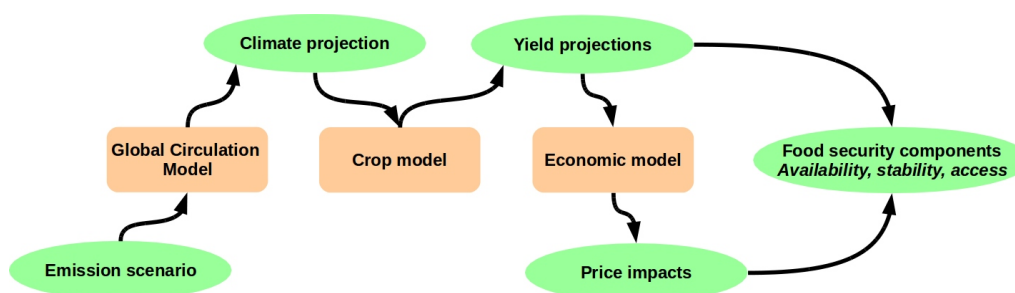 Climate projection
Yield projections
Global Circulation
Model
Crop model
Economic model
Food security components
Availability, stability, access
Emission scenario
Price impacts